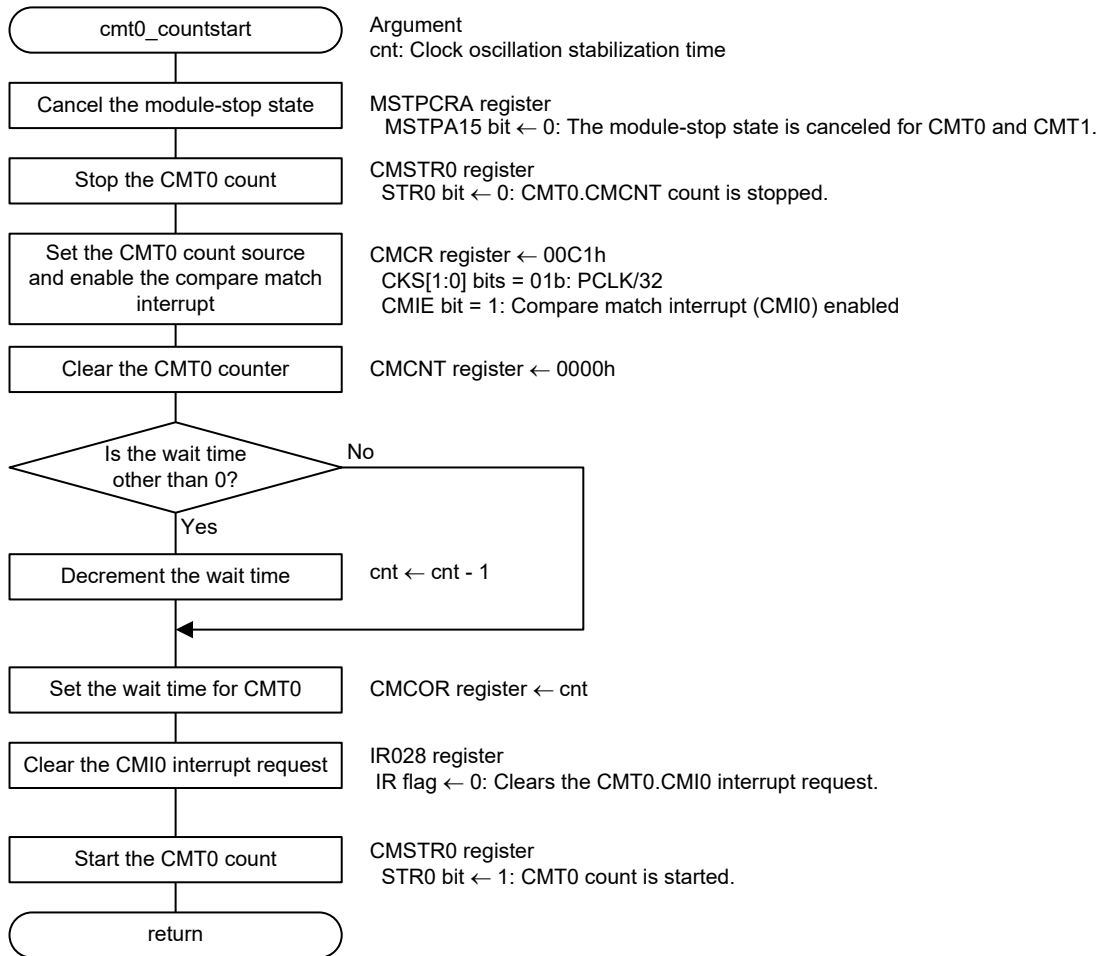 cmt0_countstart
Argument
cnt: Clock oscillation stabilization time
Cancel the module-stop state
MSTPCRA register
MSTPA15 bit ← 0: The module-stop state is canceled for CMT0 and CMT1.
Stop the CMT0 count
CMSTR0 register
STR0 bit ← 0: CMT0.CMCNT count is stopped.
Set the CMT0 count source
and enable the compare match
interrupt
CMCR register ← 00C1h
CKS[1:0] bits = 01b: PCLK/32
CMIE bit = 1: Compare match interrupt (CMI0) enabled
Clear the CMT0 counter
CMCNT register ← 0000h
Is the wait time
other than 0?
No
Yes
Decrement the wait time
cnt ← cnt - 1
Set the wait time for CMT0
CMCOR register ← cnt
Clear the CMI0 interrupt request
IR028 register
IR flag ← 0: Clears the CMT0.CMI0 interrupt request.
Start the CMT0 count
CMSTR0 register
STR0 bit ← 1: CMT0 count is started.
return